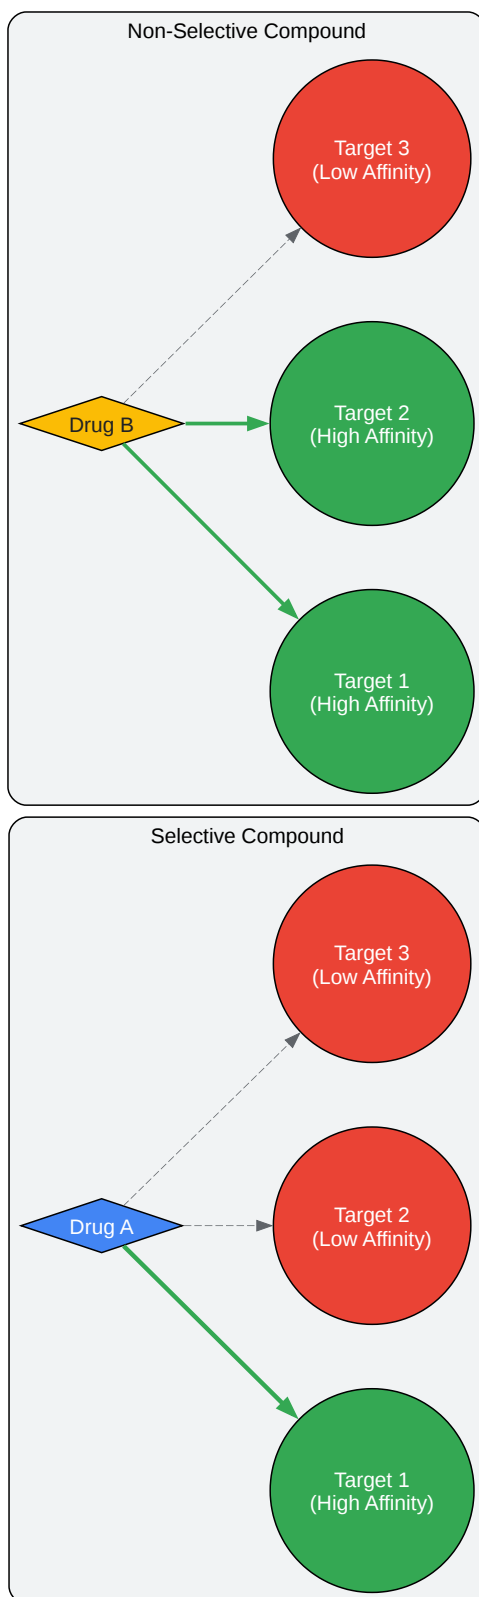 Non-Selective Compound
Target 3
(Low Affinity)
Drug B
Target 2
(High Affinity)
Target 1
(High Affinity)
Selective Compound
Target 3
(Low Affinity)
Drug A
Target 2
(Low Affinity)
Target 1
(High Affinity)